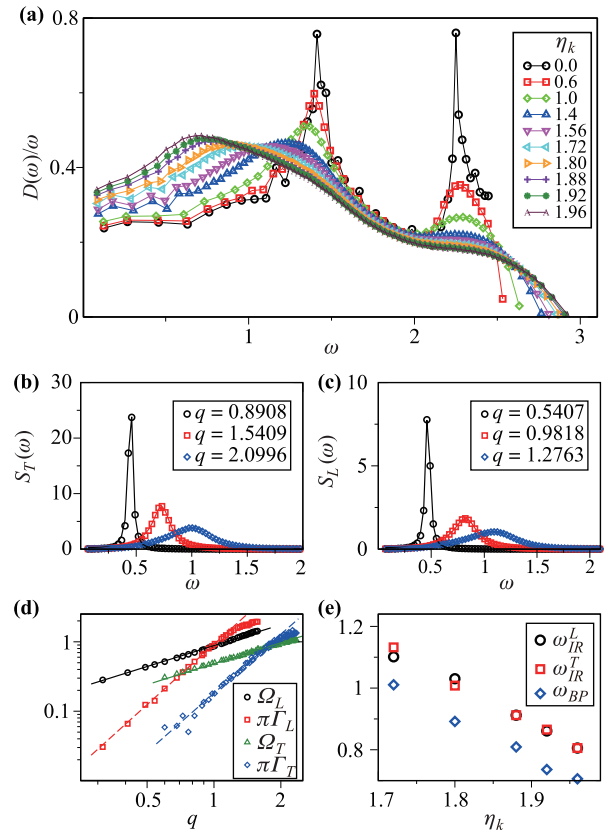 (a)
0.8
0.4
0
D(ω)/ω
1
2
3
ω
η_k
0.0
0.6
1.0
1.4
1.56
1.72
1.80
1.88
1.92
1.96
(b)
30
20
10
0
S_T(ω)
0.5
1
1.5
2
ω
q = 0.8908
q = 1.5409
q = 2.0996
(c)
10
5
0
S_L(ω)
0.5
1
1.5
2
ω
q = 0.5407
q = 0.9818
q = 1.2763
(d)
1
0.1
0.5
1
2
q
Ω_L
πΓ_L
Ω_T
πΓ_T
(e)
1.2
1
0.8
1.7
1.8
1.9
η_k
ω_IR^L
ω_IR^T
ω_BP